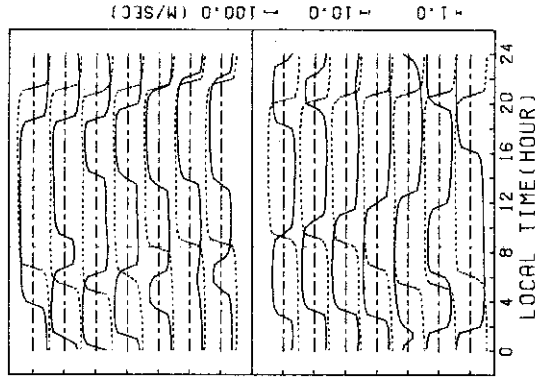 = 100.0 (M/SEC)
= 10.0
= 1.0
0 4 8 12 16 20 24
LOCAL TIME(HOUR)